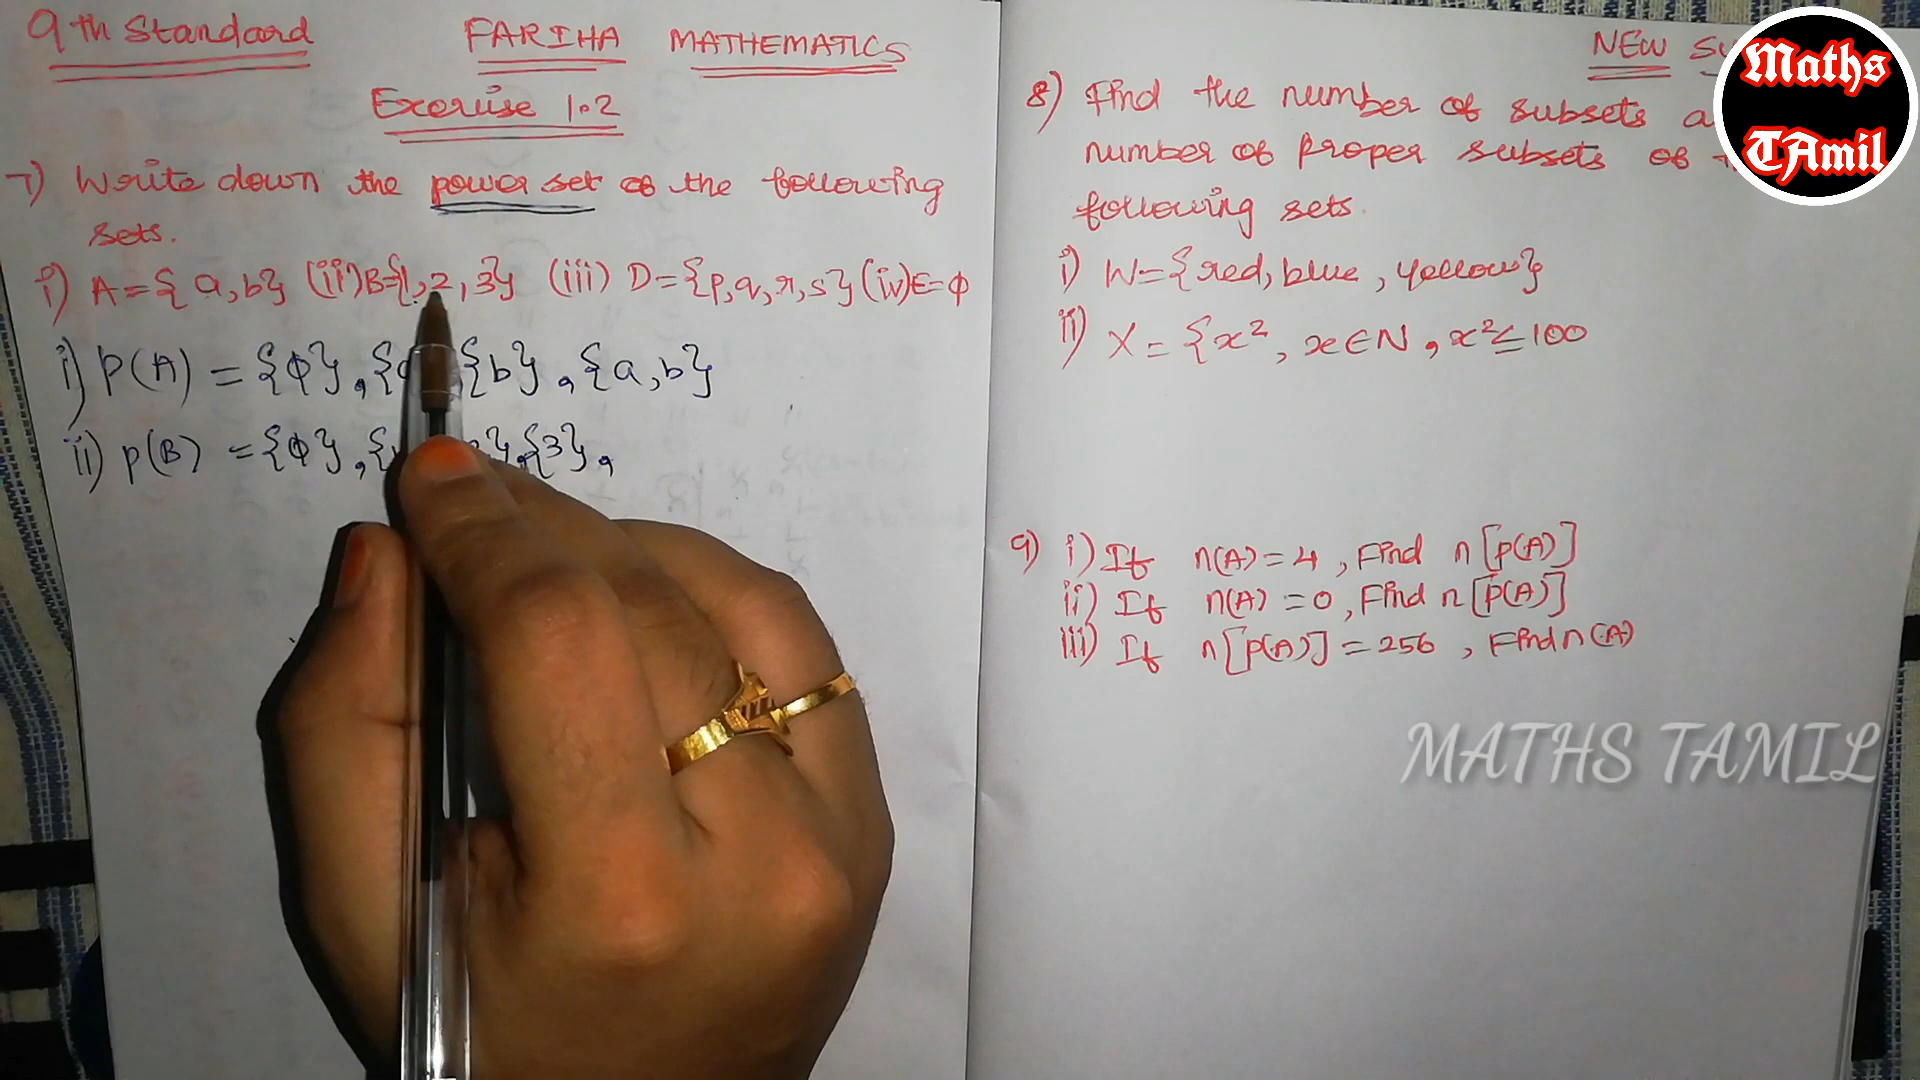 9th Standard FARIHA MATHEMATICS
Exercise 1.2
7) Write down the power set of the following
sets.
i) A = {a, b} (ii) B = {1, 2, 3} (iii) D = {p, q, r, s} (iv) E = ϕ
i) p(A) = {ϕ}, {a {b}, {a, b}
ii) p(B) = {ϕ}, { }, {3},
NEW
8) Find the number of subsets
number of proper subsets of
following sets.
i) W = {red, blue, yellow}
ii) X = {x², x ∈ N, x² ≤ 100
9) i) If n(A) = 4, Find n[p(A)]
ii) If n(A) = 0, Find n[p(A)]
iii) If n[p(A)] = 256, Find n(A)
Maths
TAmil
MATHS TAMIL